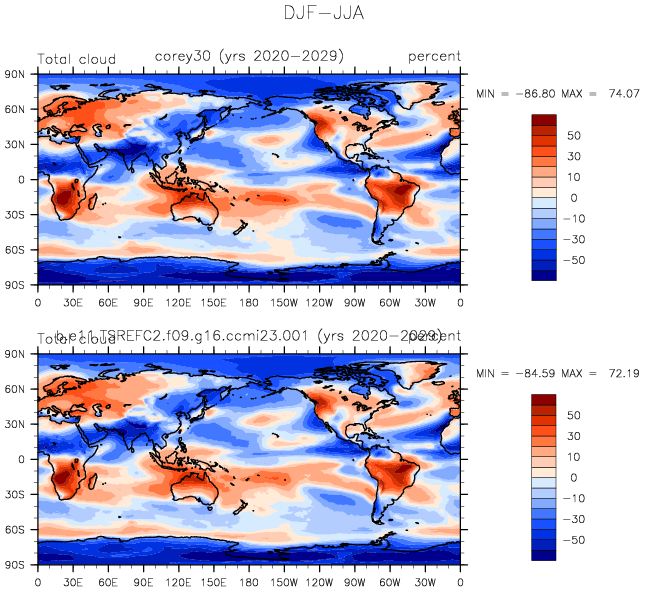 DJF−JJA
Total cloud corey30 (yrs 2020−2029) percent
MIN = −86.80 MAX = 74.07
90N
60N
30N
0
30S
60S
90S
0 30E 60E 90E 120E 150E 180 150W 120W 90W 60W 30W 0
50
30
10
0
−10
−30
−50
Total cloud b.e11.TSREFC2.f09.g16.ccmi23.001 (yrs 2020−2029) percent
MIN = −84.59 MAX = 72.19
90N
60N
30N
0
30S
60S
90S
0 30E 60E 90E 120E 150E 180 150W 120W 90W 60W 30W 0
50
30
10
0
−10
−30
−50